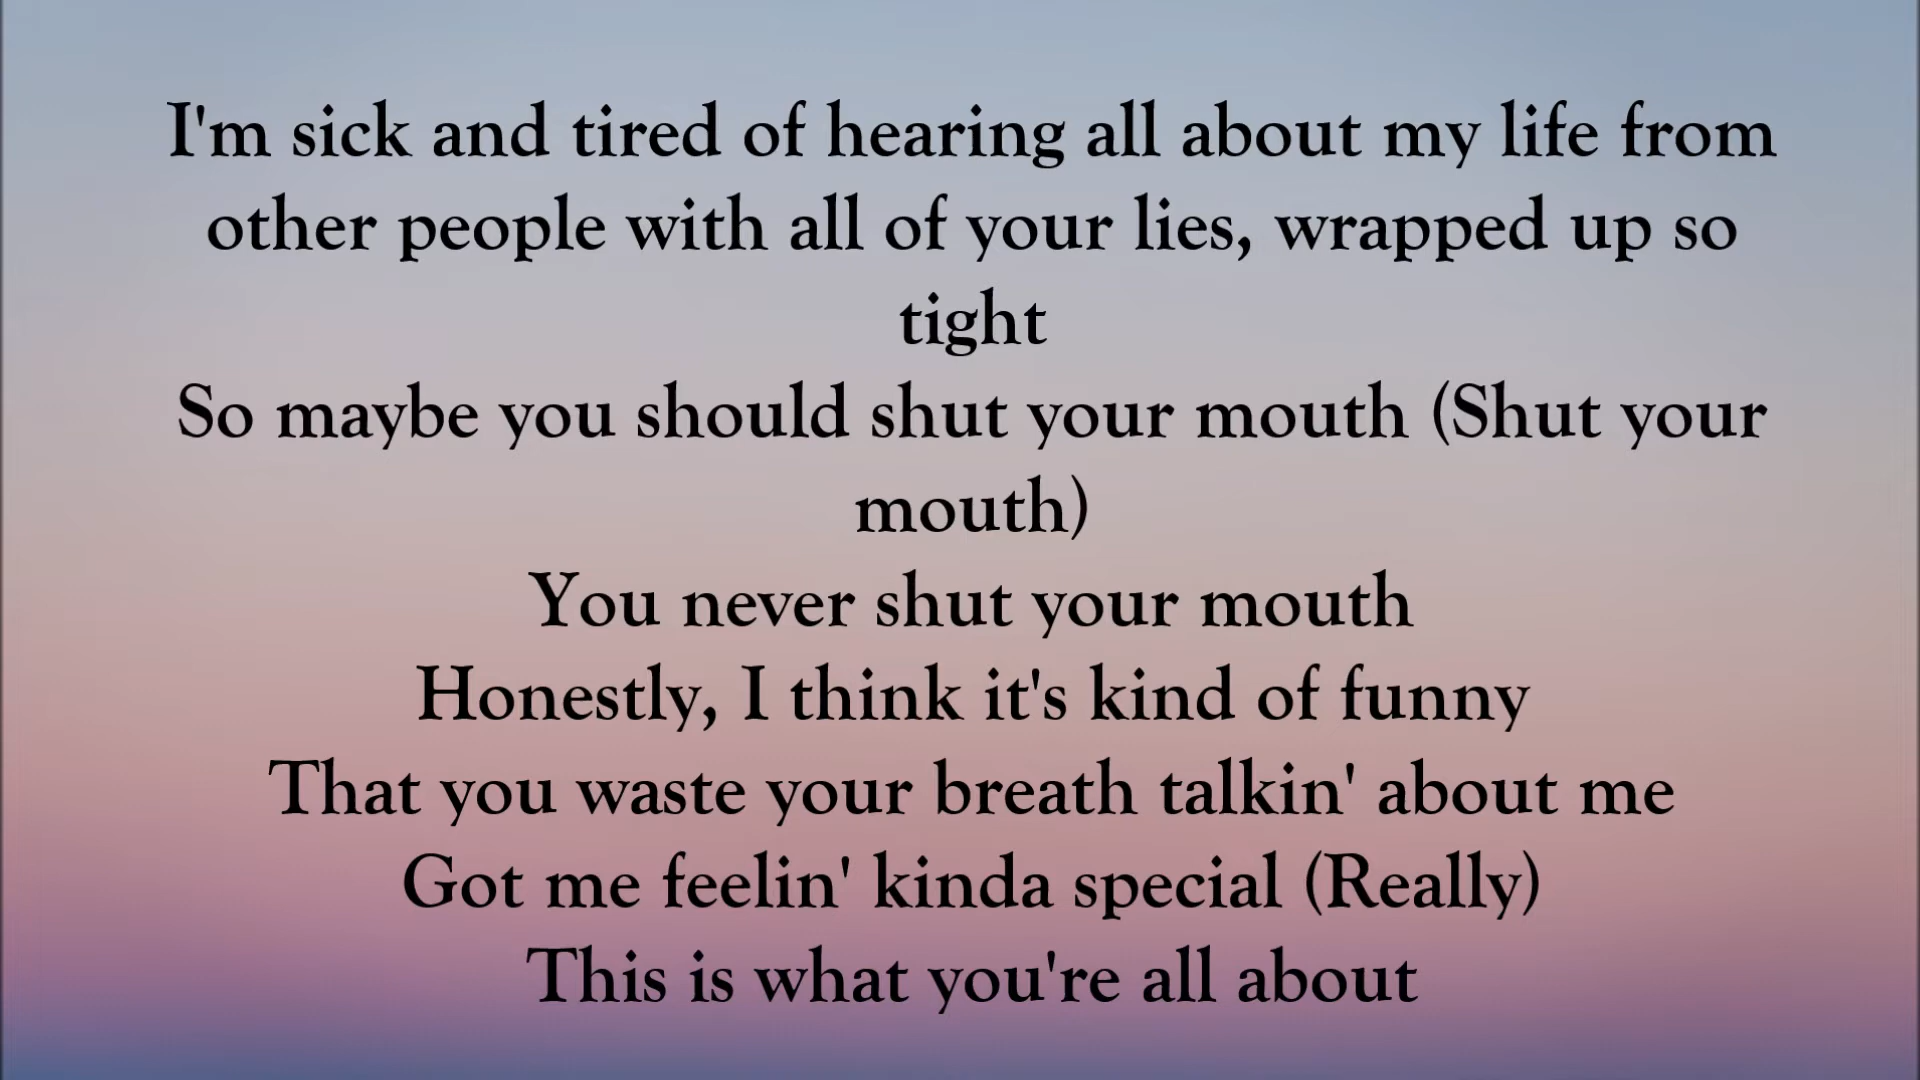 I'm sick and tired of hearing all about my life from
other people with all of your lies, wrapped up so
tight
So maybe you should shut your mouth (Shut your
mouth)
You never shut your mouth
Honestly, I think it's kind of funny
That you waste your breath talkin' about me
Got me feelin' kinda special (Really)
This is what you're all about